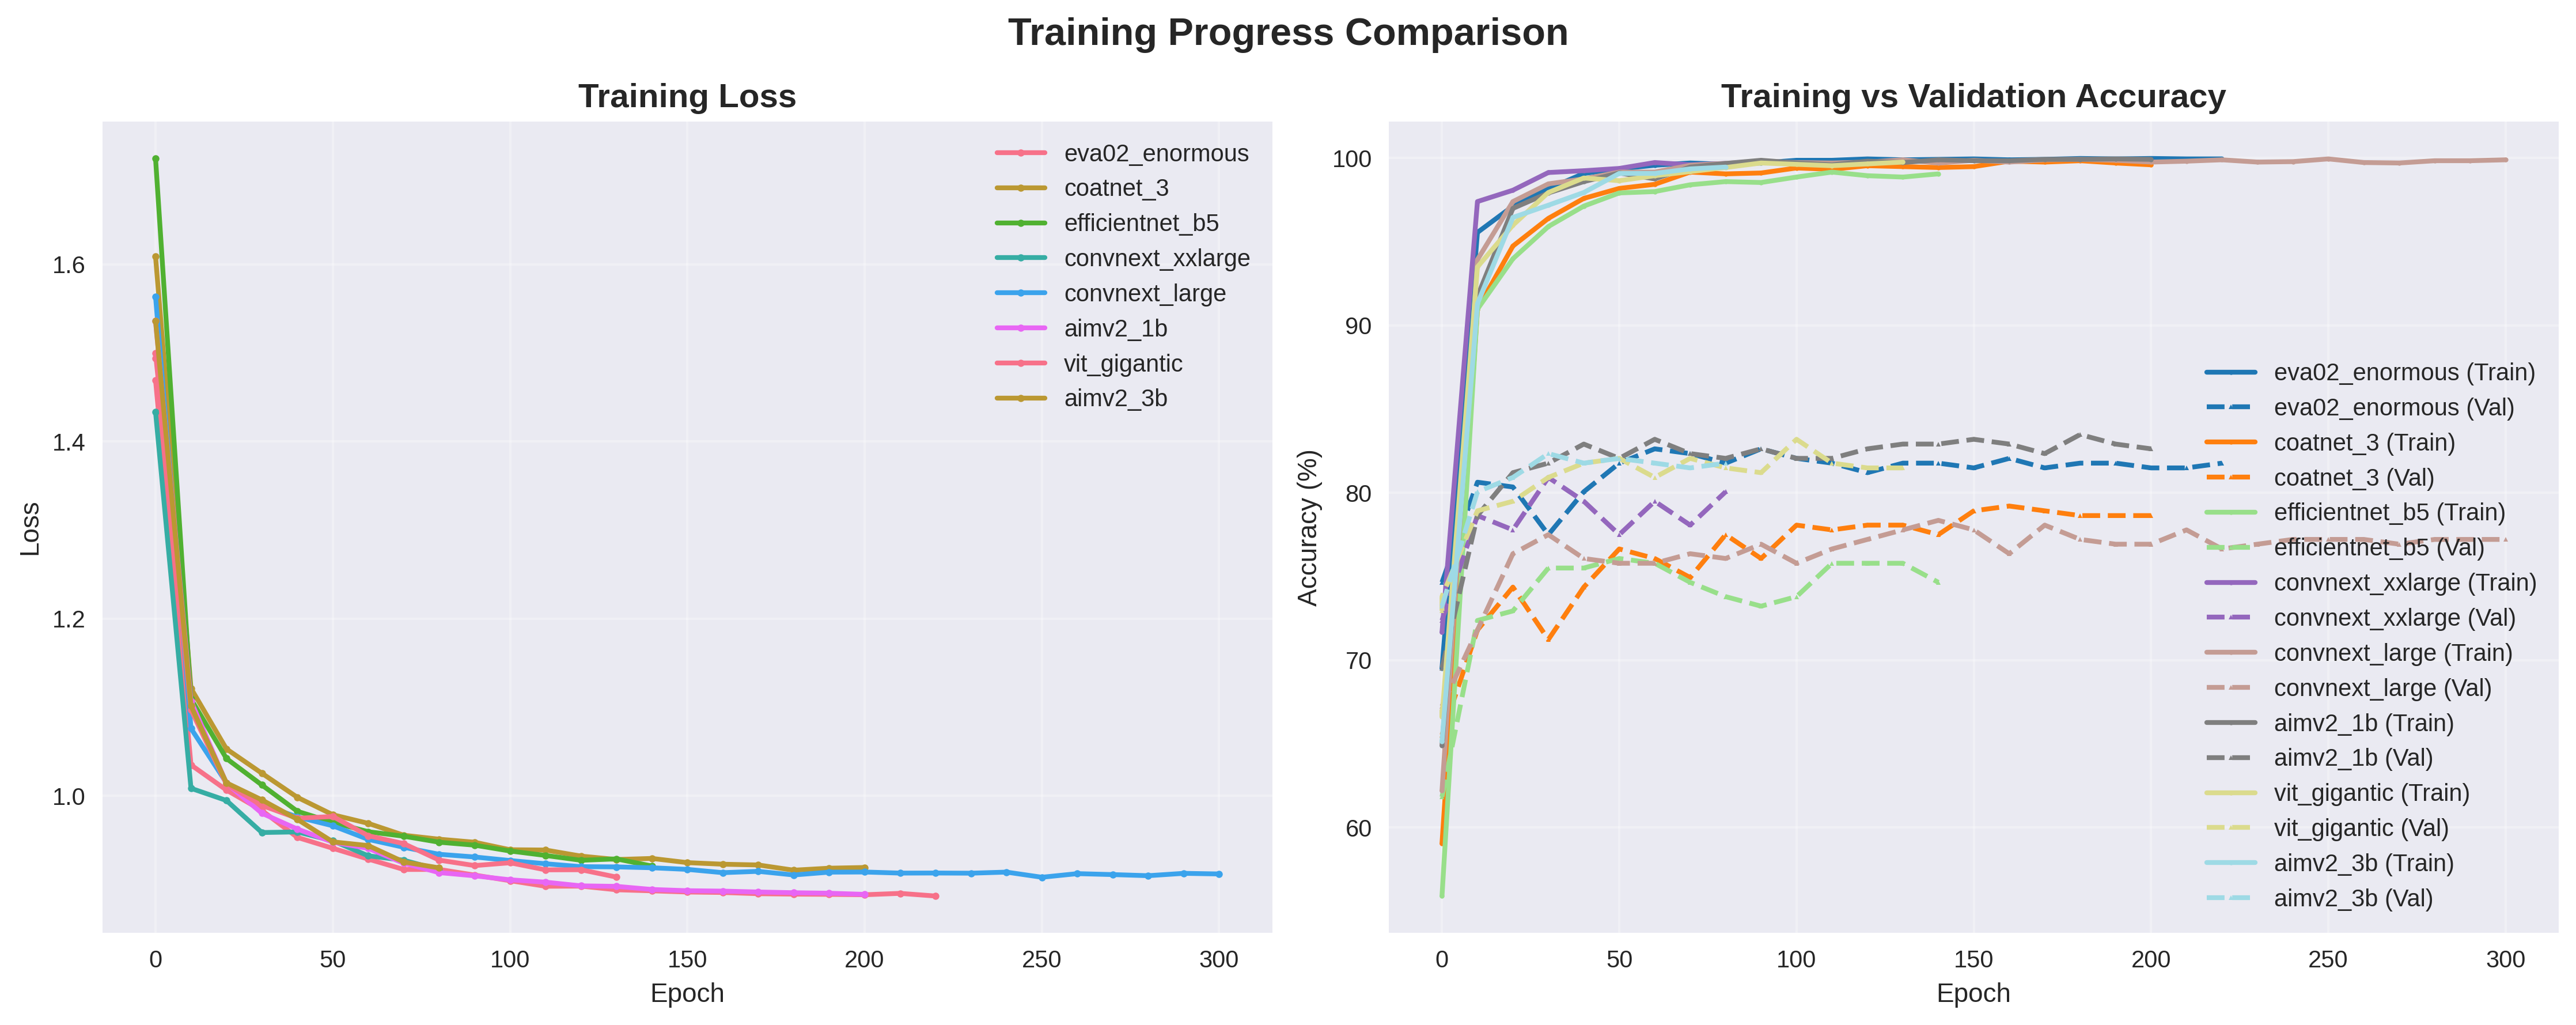 Training Progress Comparison
Training Loss
1.6
1.4
1.2
1.0
Loss
0
50
100
150
200
250
300
Epoch
eva02_enormous
coatnet_3
efficientnet_b5
convnext_xxlarge
convnext_large
aimv2_1b
vit_gigantic
aimv2_3b
Training vs Validation Accuracy
100
90
80
70
60
Accuracy (%)
0
50
100
150
200
250
300
Epoch
eva02_enormous (Train)
eva02_enormous (Val)
coatnet_3 (Train)
coatnet_3 (Val)
efficientnet_b5 (Train)
efficientnet_b5 (Val)
convnext_xxlarge (Train)
convnext_xxlarge (Val)
convnext_large (Train)
convnext_large (Val)
aimv2_1b (Train)
aimv2_1b (Val)
vit_gigantic (Train)
vit_gigantic (Val)
aimv2_3b (Train)
aimv2_3b (Val)